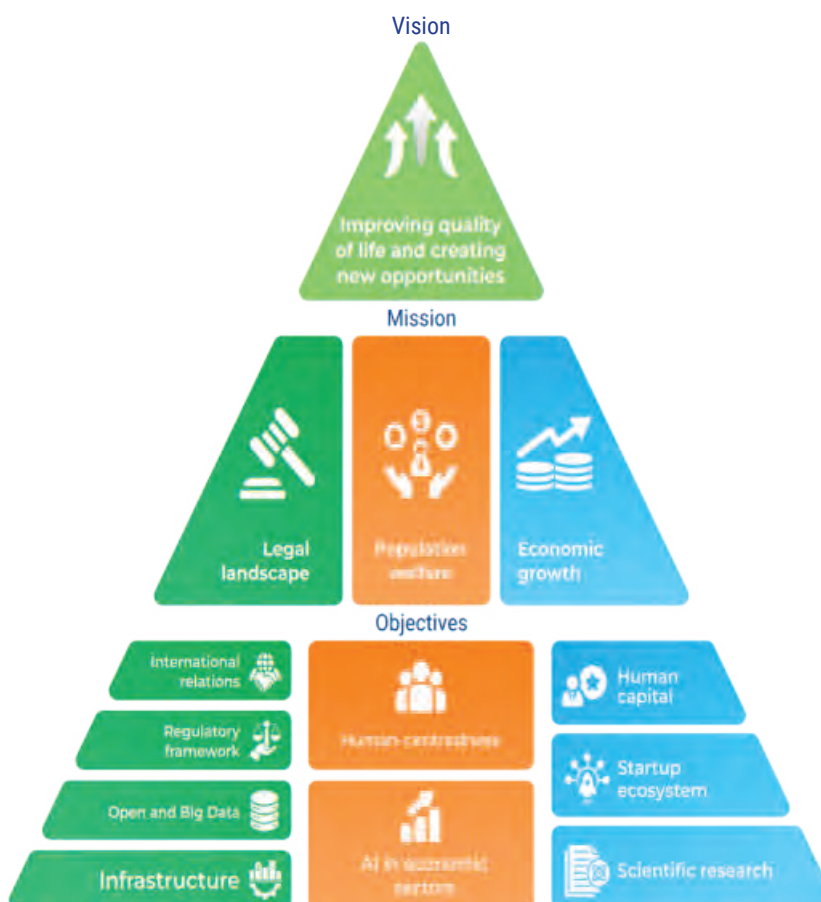 Vision
Improving quality
of life and creating
new opportunities
Mission
Legal
landscape
Population
welfare
Economic
growth
Objectives
International
relations
Regulatory
framework
Open and Big Data
Infrastructure
Human-centredness
AI in economic
sectors
Human
capital
Startup
ecosystem
Scientific research